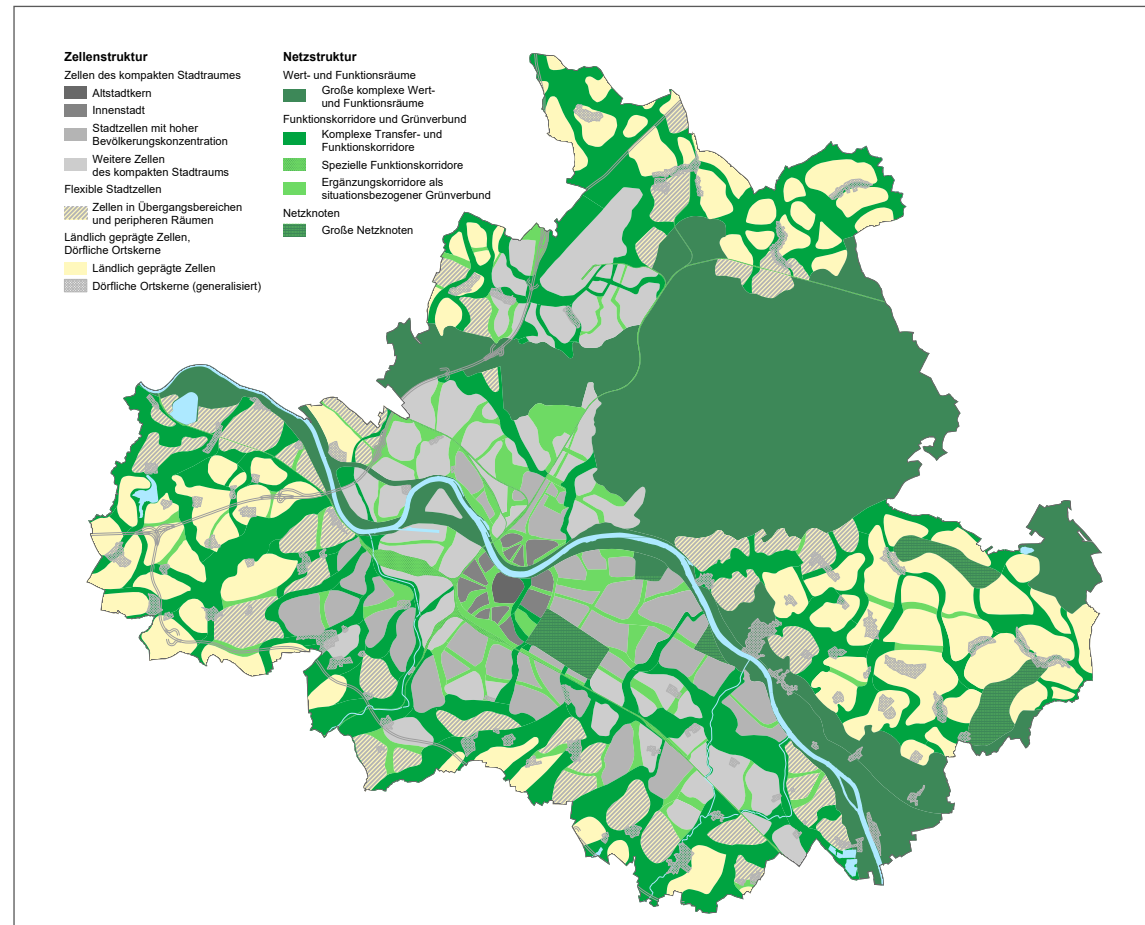 Zellenstruktur
Zellen des kompakten Stadtraumes
Altstadtkern
Innenstadt
Stadtzellen mit hoher
Bevölkerungskonzentration
Weitere Zellen
des kompakten Stadtraums
Flexible Stadtzellen
Zellen in Übergangsbereichen
und peripheren Räumen
Ländlich geprägte Zellen,
Dörfliche Ortskerne
Ländlich geprägte Zellen
Dörfliche Ortskerne (generalisiert)
Netzstruktur
Wert- und Funktionsräume
Große komplexe Wert-
und Funktionsräume
Funktionskorridore und Grünverbund
Komplexe Transfer- und
Funktionskorridore
Spezielle Funktionskorridore
Ergänzungskorridore als
situationsbezogener Grünverbund
Netzknoten
Große Netzknoten